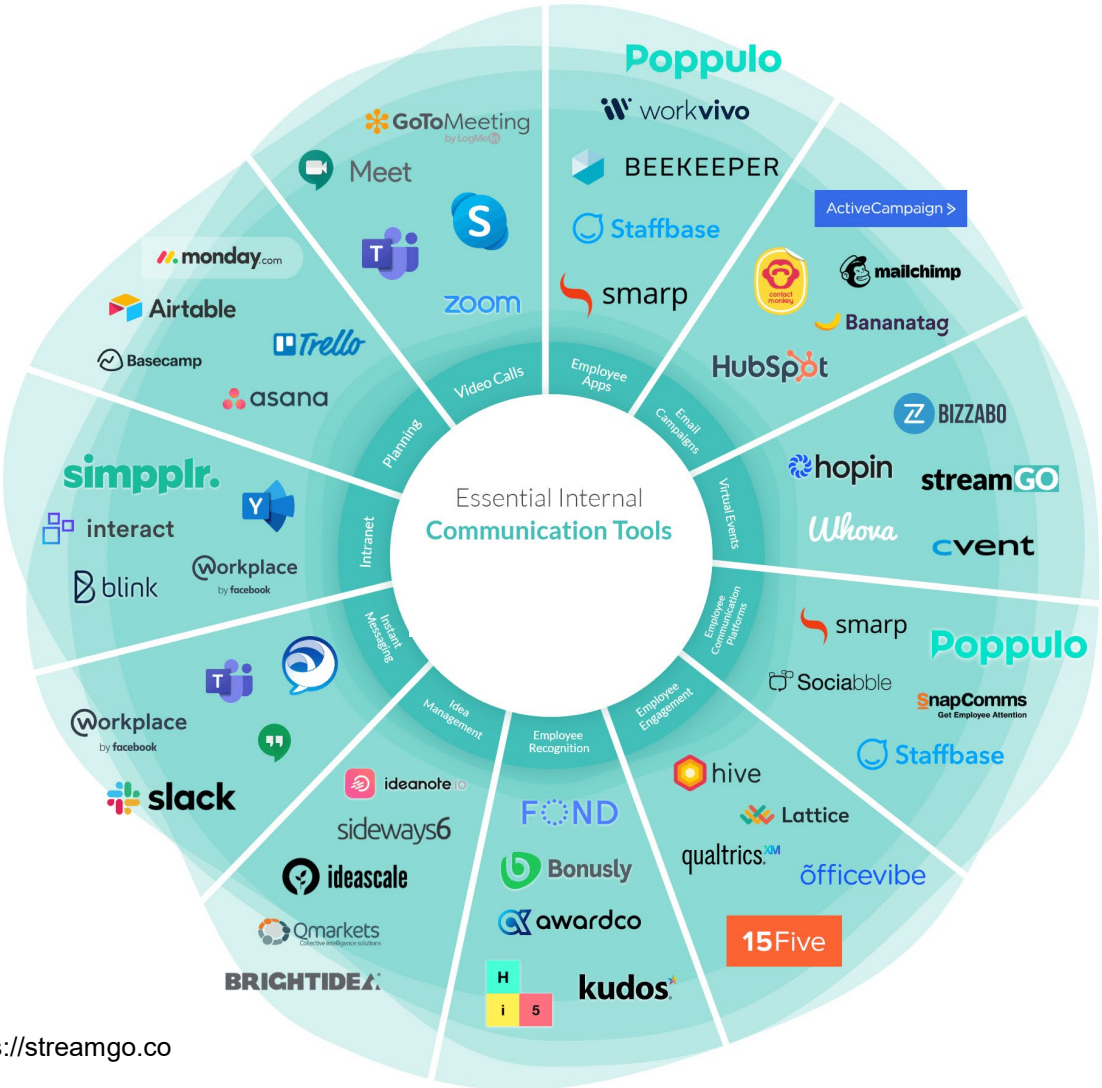 Essential Internal
Communication Tools
Employee
Apps
Poppulo
workvivo
BEEKEEPER
Staffbase
smarp
Email
Campaigns
ActiveCampaign >
contact
monkey
mailchimp
Bananatag
HubSpot
Virtual Events
BIZZABO
hopin
streamGO
Whova
cvent
Employee
Communication
Platforms
smarp
Poppulo
Sociabble
SnapComms
Get Employee Attention
Staffbase
Employee
Engagement
hive
Lattice
qualtrics.XM
õfficevibe
15Five
Employee
Recognition
FOND
Bonusly
awardco
H
i 5
kudos
Idea
Management
ideanote.io
sideways6
ideascale
Qmarkets
Collective intelligence solutions
BRIGHTIDEA
Instant
Messaging
T
Workplace
by facebook
slack
Intranet
simpplr.
Y
interact
Workplace
by facebook
blink
Planning
monday.com
Airtable
Trello
Basecamp
asana
Video Calls
GoToMeeting
by LogMeIn
Meet
S
T
zoom
s://streamgo.co